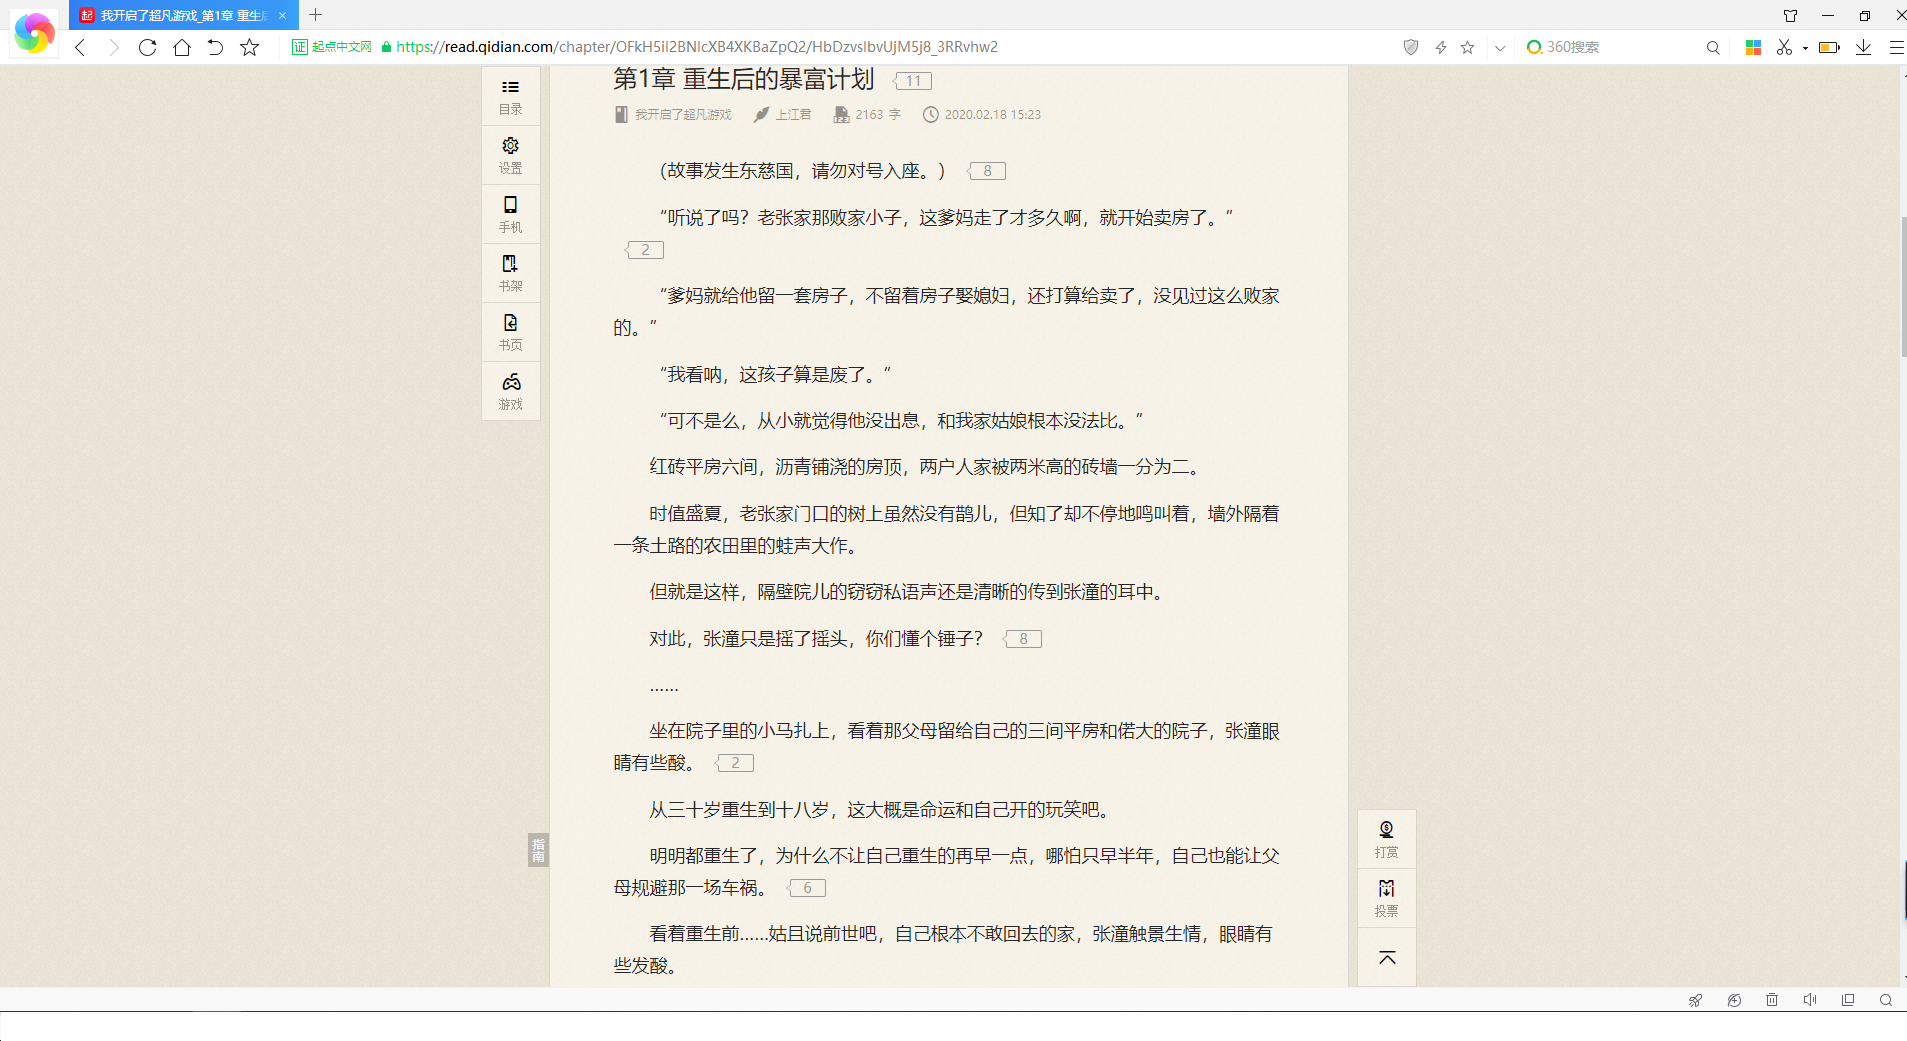 我开启了超凡游戏_第1章 重生后
起点中文网 https://read.qidian.com/chapter/OFkH5iI2BNlcXB4XKBaZpQ2/HbDzvslbvUjM5j8_3RRvhw2
360搜索
目录
设置
手机
书架
书页
游戏
第1章 重生后的暴富计划 11
我开启了超凡游戏 上江君 2163 字 2020.02.18 15:23
（故事发生东慈国，请勿对号入座。） 8
“听说了吗？老张家那败家小子，这爹妈走了才多久啊，就开始卖房了。”
2
“爹妈就给他留一套房子，不留着房子娶媳妇，还打算给卖了，没见过这么败家
的。”
“我看呐，这孩子算是废了。”
“可不是么，从小就觉得他没出息，和我家姑娘根本没法比。”
红砖平房六间，沥青铺浇的房顶，两户人家被两米高的砖墙一分为二。
时值盛夏，老张家门口的树上虽然没有鹊儿，但知了却不停地鸣叫着，墙外隔着
一条土路的农田里的蛙声大作。
但就是这样，隔壁院儿的窃窃私语声还是清晰的传到张潼的耳中。
对此，张潼只是摇了摇头，你们懂个锤子？ 8
……
坐在院子里的小马扎上，看着那父母留给自己的三间平房和偌大的院子，张潼眼
睛有些酸。 2
从三十岁重生到十八岁，这大概是命运和自己开的玩笑吧。
明明都重生了，为什么不让自己重生的再早一点，哪怕只早半年，自己也能让父
母规避那一场车祸。 6
看着重生前……姑且说前世吧，自己根本不敢回去的家，张潼触景生情，眼睛有
些发酸。
指南
打赏
投票